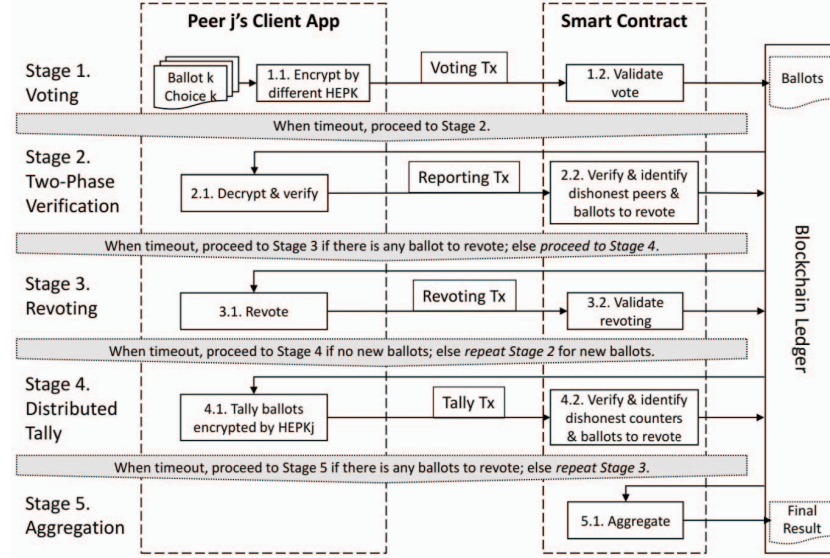 Peer j's Client App
Smart Contract
Stage 1.
Voting
Ballot k
Choice k
1.1. Encrypt by
different HEPK
Voting Tx
1.2. Validate
vote
Ballots
When timeout, proceed to Stage 2.
Stage 2.
Two-Phase
Verification
2.1. Decrypt & verify
Reporting Tx
2.2. Verify & identify
dishonest peers &
ballots to revote
When timeout, proceed to Stage 3 if there is any ballot to revote; else proceed to Stage 4.
Stage 3.
Revoting
3.1. Revote
Revoting Tx
3.2. Validate
revoting
Blockchain Ledger
When timeout, proceed to Stage 4 if no new ballots; else repeat Stage 2 for new ballots.
Stage 4.
Distributed
Tally
4.1. Tally ballots
encrypted by HEPKj
Tally Tx
4.2. Verify & identify
dishonest counters
& ballots to revote
When timeout, proceed to Stage 5 if there is any ballots to revote; else repeat Stage 3.
Stage 5.
Aggregation
5.1. Aggregate
Final
Result